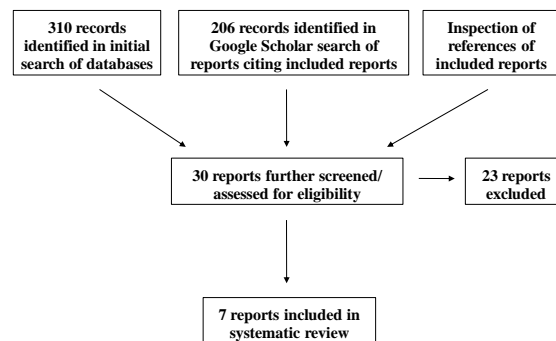 310 records
identified in initial
search of databases
206 records identified in
Google Scholar search of
reports citing included reports
Inspection of
references of
included reports
30 reports further screened/
assessed for eligibility
23 reports
excluded
7 reports included in
systematic review